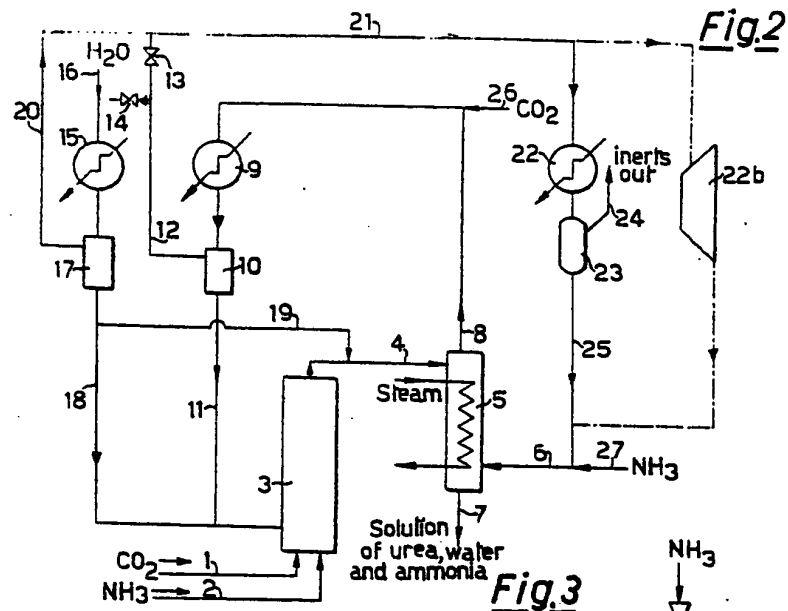 21
Fig.2
H₂O
16
13
20
14
26
CO₂
15
9
22
inerts
out
22b
24
12
17
10
23
19
8
4
25
18
11
Steam
5
3
6
27
NH₃
7
Solution
of urea, water
and ammonia
CO₂
1
NH₃
2
Fig.3
NH₃